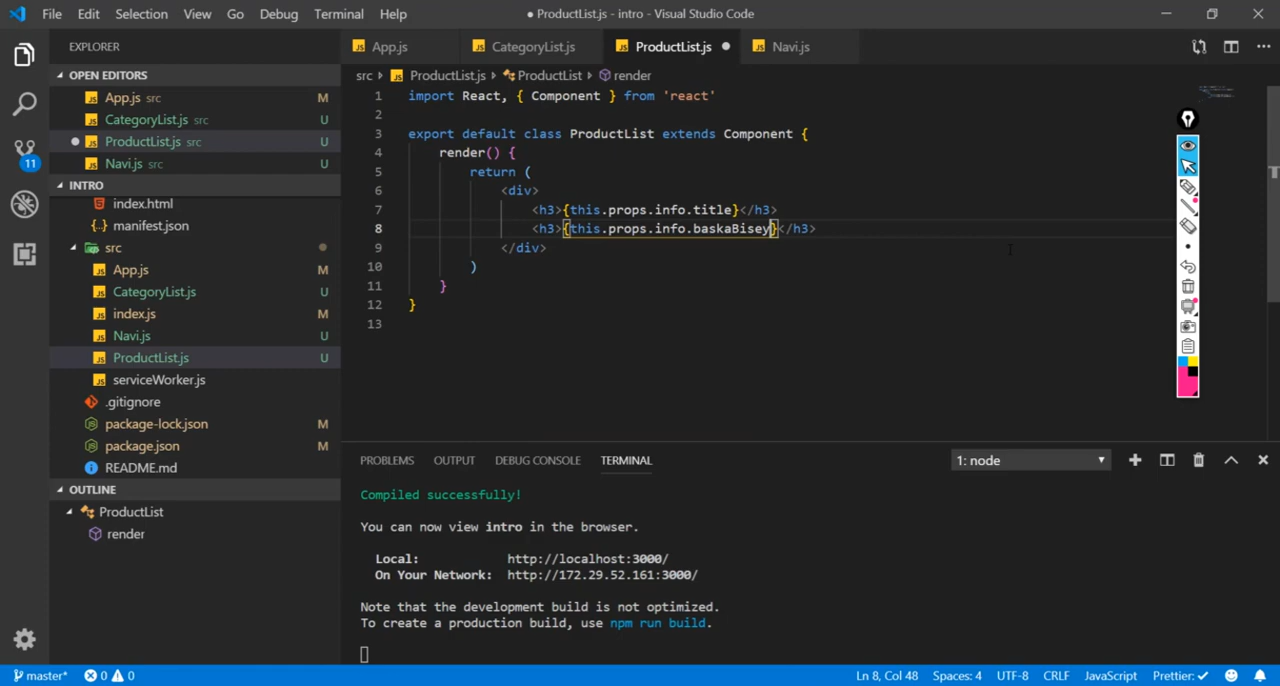 File Edit Selection View Go Debug Terminal Help
● ProductList.js - intro - Visual Studio Code
EXPLORER
OPEN EDITORS
App.js src M
CategoryList.js src U
ProductList.js src U
Navi.js src U
INTRO
index.html
manifest.json
src
App.js M
CategoryList.js U
index.js M
Navi.js U
ProductList.js U
serviceWorker.js
.gitignore
package-lock.json M
package.json M
README.md
OUTLINE
ProductList
render
11
App.js CategoryList.js ProductList.js Navi.js
src ProductList.js ProductList render
1 import React, { Component } from 'react'
2
3 export default class ProductList extends Component {
4 render() {
5 return (
6 <div>
7 <h3>{this.props.info.title}</h3>
8 <h3>{this.props.info.baskaBisey}</h3>
9 </div>
10 )
11 }
12 }
13
PROBLEMS OUTPUT DEBUG CONSOLE TERMINAL 1: node
Compiled successfully!
You can now view intro in the browser.
Local: http://localhost:3000/
On Your Network: http://172.29.52.161:3000/
Note that the development build is not optimized.
To create a production build, use npm run build.
master* 0 0 Ln 8, Col 48 Spaces: 4 UTF-8 CRLF JavaScript Prettier: ✓